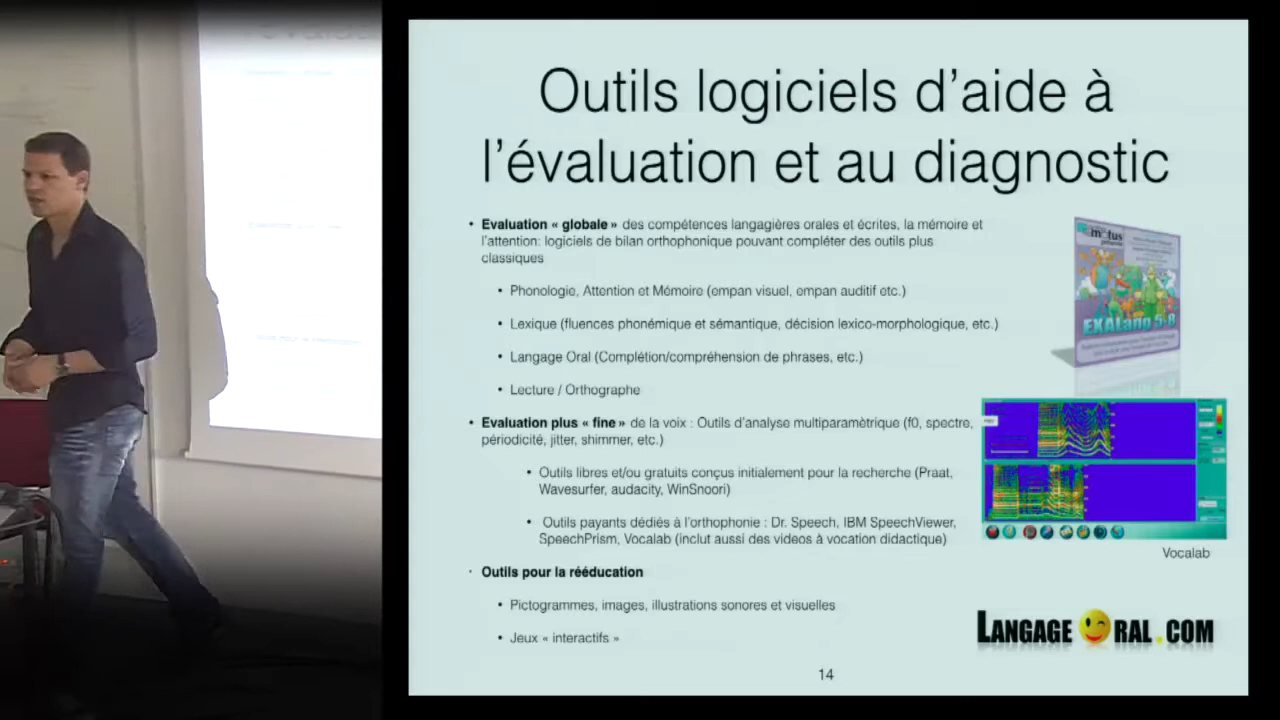 Outils logiciels d’aide à
l’évaluation et au diagnostic
• Evaluation « globale » des compétences langagières orales et écrites, la mémoire et
l’attention: logiciels de bilan orthophonique pouvant compléter des outils plus
classiques
• Phonologie, Attention et Mémoire (empan visuel, empan auditif etc.)
• Lexique (fluences phonémique et sémantique, décision lexico-morphologique, etc.)
• Langage Oral (Complétion/compréhension de phrases, etc.)
• Lecture / Orthographe
• Evaluation plus « fine » de la voix : Outils d’analyse multiparamètrique (f0, spectre,
périodicité, jitter, shimmer, etc.)
• Outils libres et/ou gratuits conçus initialement pour la recherche (Praat,
Wavesurfer, audacity, WinSnoori)
• Outils payants dédiés à l’orthophonie : Dr. Speech, IBM SpeechViewer,
SpeechPrism, Vocalab (inclut aussi des videos à vocation didactique)
• Outils pour la rééducation
• Pictogrammes, images, illustrations sonores et visuelles
• Jeux « interactifs »
motus
EXALang 5-8
Vocalab
LANGAGE ORAL.COM
14